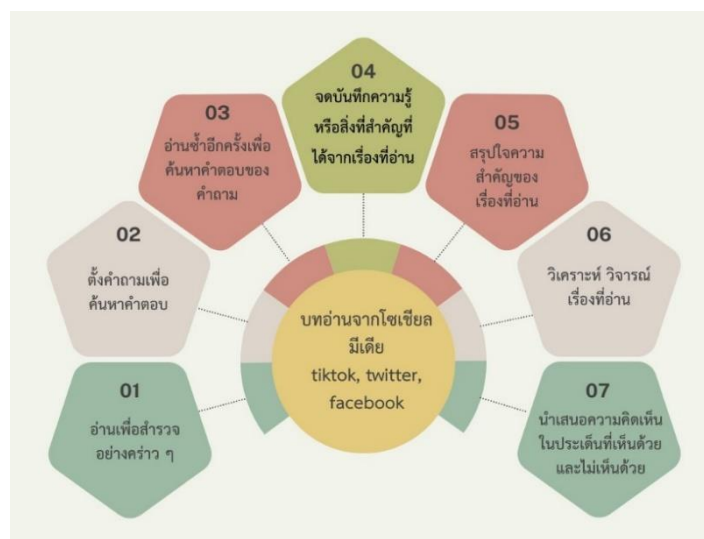 01
อ่านเพื่อสำรวจ
อย่างคร่าว ๆ
02
ตั้งคำถามเพื่อ
ค้นหาคำตอบ
03
อ่านซ้ำอีกครั้งเพื่อ
ค้นหาคำตอบของ
คำถาม
04
จดบันทึกความรู้
หรือสิ่งที่สำคัญที่
ได้จากเรื่องที่อ่าน
05
สรุปใจความ
สำคัญของ
เรื่องที่อ่าน
06
วิเคราะห์ วิจารณ์
เรื่องที่อ่าน
07
นำเสนอความคิดเห็น
ในประเด็นที่เห็นด้วย
และไม่เห็นด้วย
บทอ่านจากโซเชียล
มีเดีย
tiktok, twitter,
facebook